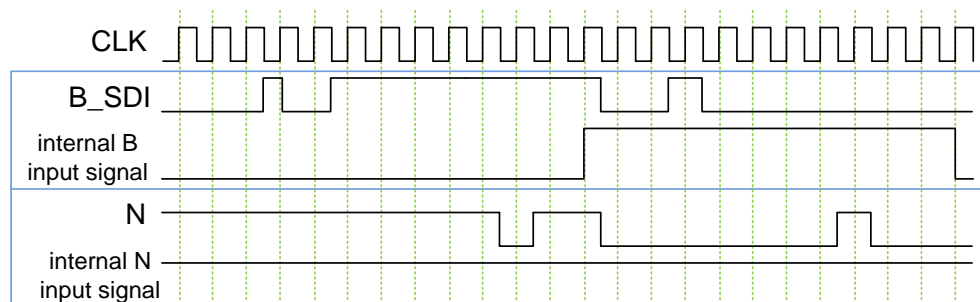 CLK
B_SDI
internal B
input signal
N
internal N
input signal